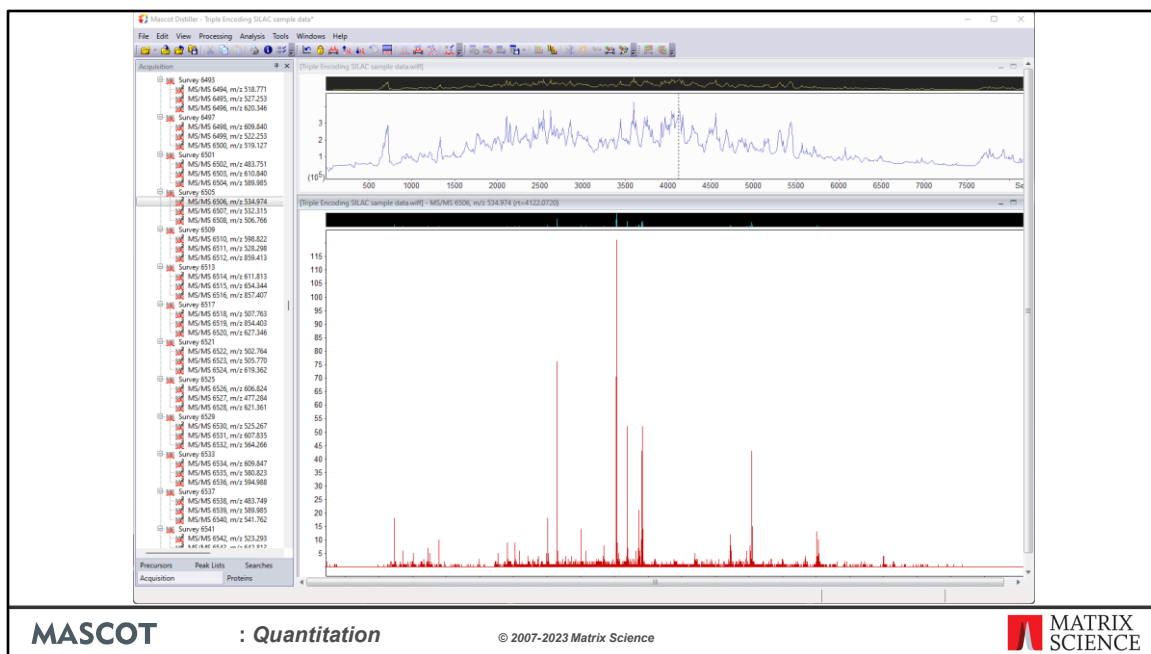 Mascot Distiller - Triple Encoding SILAC sample data*
File Edit View Processing Analysis Tools Windows Help
Acquisition
Survey 6493
MS/MS 6494, m/z 518.771
MS/MS 6495, m/z 527.253
MS/MS 6496, m/z 620.346
Survey 6497
MS/MS 6498, m/z 609.840
MS/MS 6499, m/z 522.253
MS/MS 6500, m/z 519.127
Survey 6501
MS/MS 6502, m/z 483.751
MS/MS 6503, m/z 610.840
MS/MS 6504, m/z 589.985
Survey 6505
MS/MS 6506, m/z 534.974
MS/MS 6507, m/z 532.315
MS/MS 6508, m/z 506.766
Survey 6509
MS/MS 6510, m/z 598.822
MS/MS 6511, m/z 528.298
MS/MS 6512, m/z 859.413
Survey 6513
MS/MS 6514, m/z 611.813
MS/MS 6515, m/z 654.344
MS/MS 6516, m/z 857.407
Survey 6517
MS/MS 6518, m/z 507.763
MS/MS 6519, m/z 854.403
MS/MS 6520, m/z 627.346
Survey 6521
MS/MS 6522, m/z 502.764
MS/MS 6523, m/z 505.770
MS/MS 6524, m/z 619.362
Survey 6525
MS/MS 6526, m/z 606.824
MS/MS 6527, m/z 477.284
MS/MS 6528, m/z 621.361
Survey 6529
MS/MS 6530, m/z 525.267
MS/MS 6531, m/z 607.835
MS/MS 6532, m/z 564.266
Survey 6533
MS/MS 6534, m/z 609.847
MS/MS 6535, m/z 580.823
MS/MS 6536, m/z 594.988
Survey 6537
MS/MS 6538, m/z 483.749
MS/MS 6539, m/z 589.985
MS/MS 6540, m/z 541.762
Survey 6541
MS/MS 6542, m/z 523.293
Precursors Peak Lists Searches
Acquisition Proteins
[Triple Encoding SILAC sample data.wiff]
3
2
1
(10⁵)
500 1000 1500 2000 2500 3000 3500 4000 4500 5000 5500 6000 6500 7000 7500 Se
[Triple Encoding SILAC sample data.wiff] - MS/MS 6506, m/z 534.974 (rt=4122.0720)
115
110
105
100
95
90
85
80
75
70
65
60
55
50
45
40
35
30
25
20
15
10
5
MASCOT : Quantitation © 2007-2023 Matrix Science
MATRIX
SCIENCE